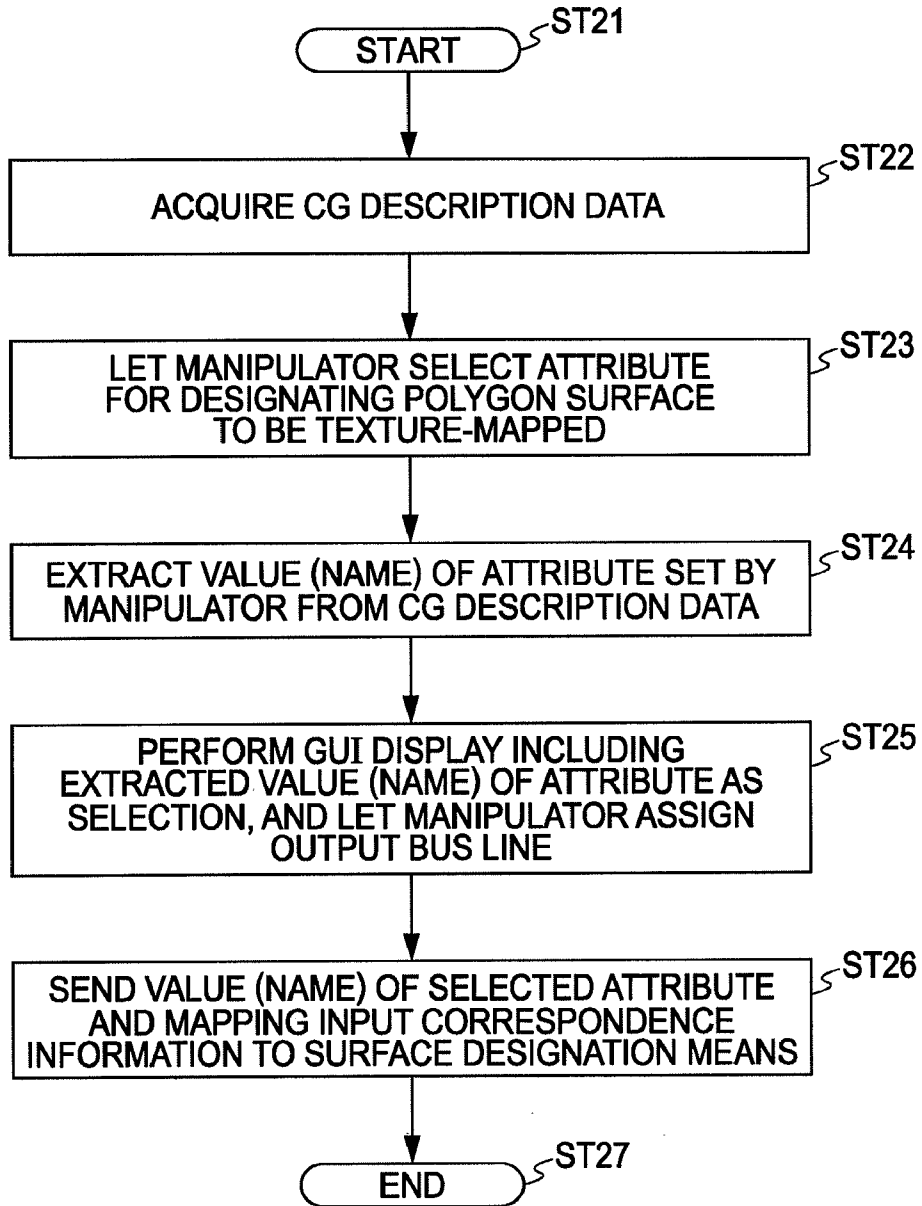 START
ST21
ST22
ACQUIRE CG DESCRIPTION DATA
ST23
LET MANIPULATOR SELECT ATTRIBUTE
FOR DESIGNATING POLYGON SURFACE
TO BE TEXTURE-MAPPED
ST24
EXTRACT VALUE (NAME) OF ATTRIBUTE SET BY
MANIPULATOR FROM CG DESCRIPTION DATA
ST25
PERFORM GUI DISPLAY INCLUDING
EXTRACTED VALUE (NAME) OF ATTRIBUTE AS
SELECTION, AND LET MANIPULATOR ASSIGN
OUTPUT BUS LINE
ST26
SEND VALUE (NAME) OF SELECTED ATTRIBUTE
AND MAPPING INPUT CORRESPONDENCE
INFORMATION TO SURFACE DESIGNATION MEANS
ST27
END